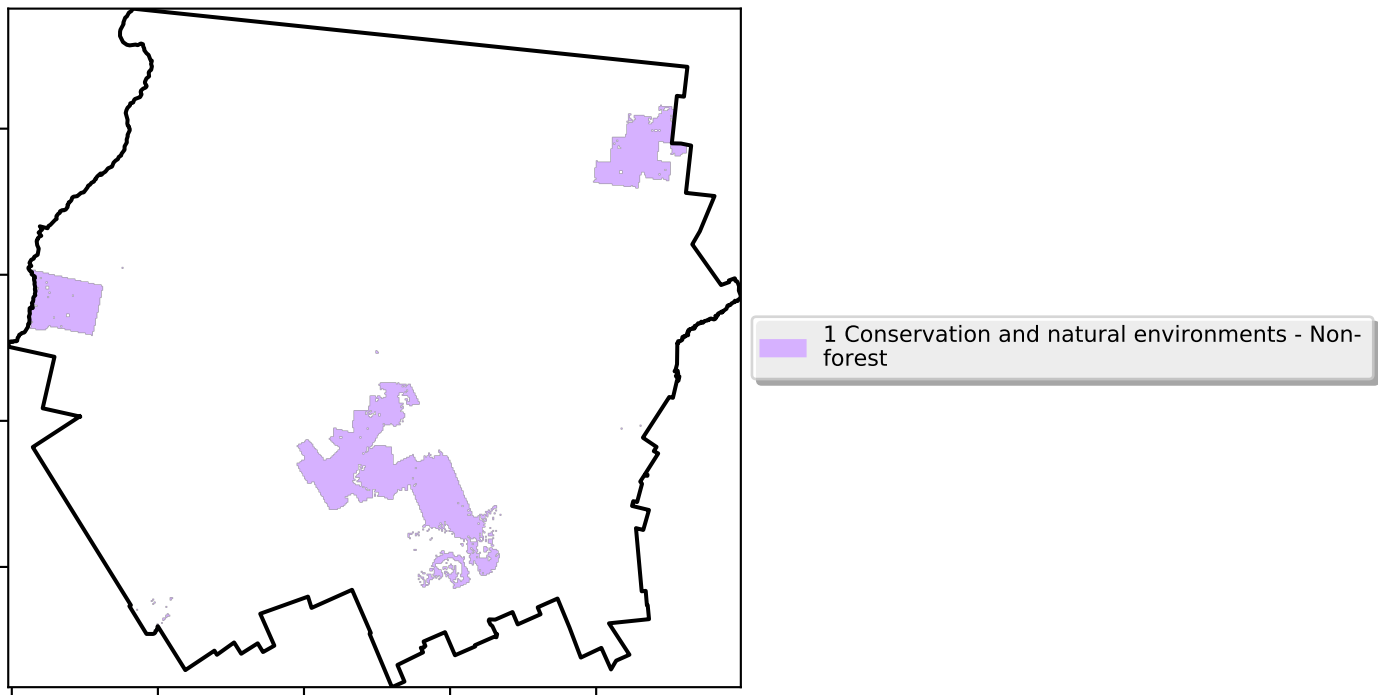 1 Conservation and natural environments - Non-
forest